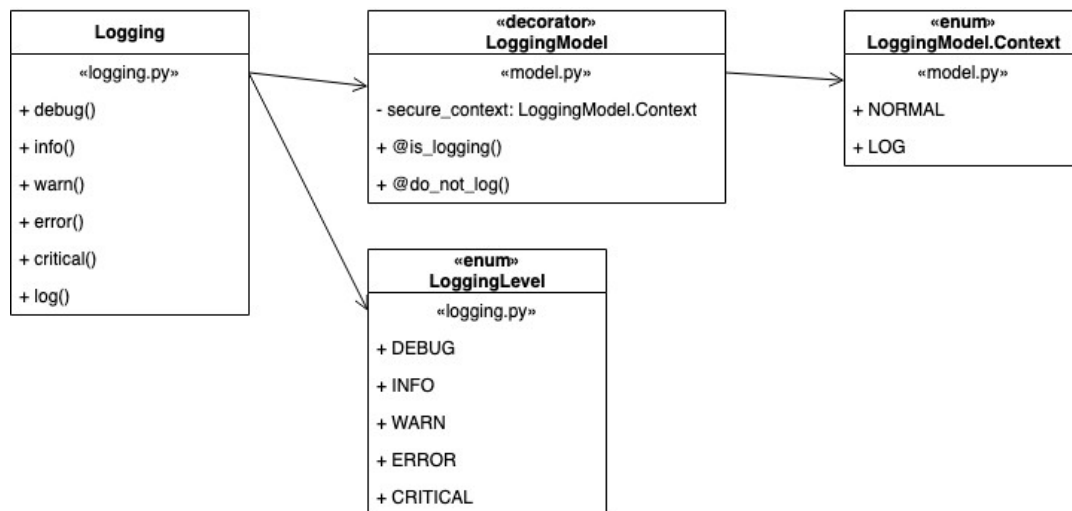 Logging
«logging.py»
+ debug()
+ info()
+ warn()
+ error()
+ critical()
+ log()
«decorator»
LoggingModel
«model.py»
- secure_context: LoggingModel.Context
+ @is_logging()
+ @do_not_log()
«enum»
LoggingModel.Context
«model.py»
+ NORMAL
+ LOG
«enum»
LoggingLevel
«logging.py»
+ DEBUG
+ INFO
+ WARN
+ ERROR
+ CRITICAL